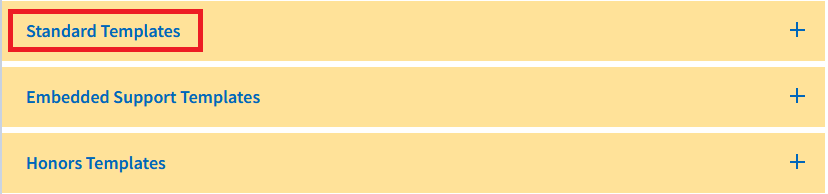 Standard Templates
Embedded Support Templates
Honors Templates